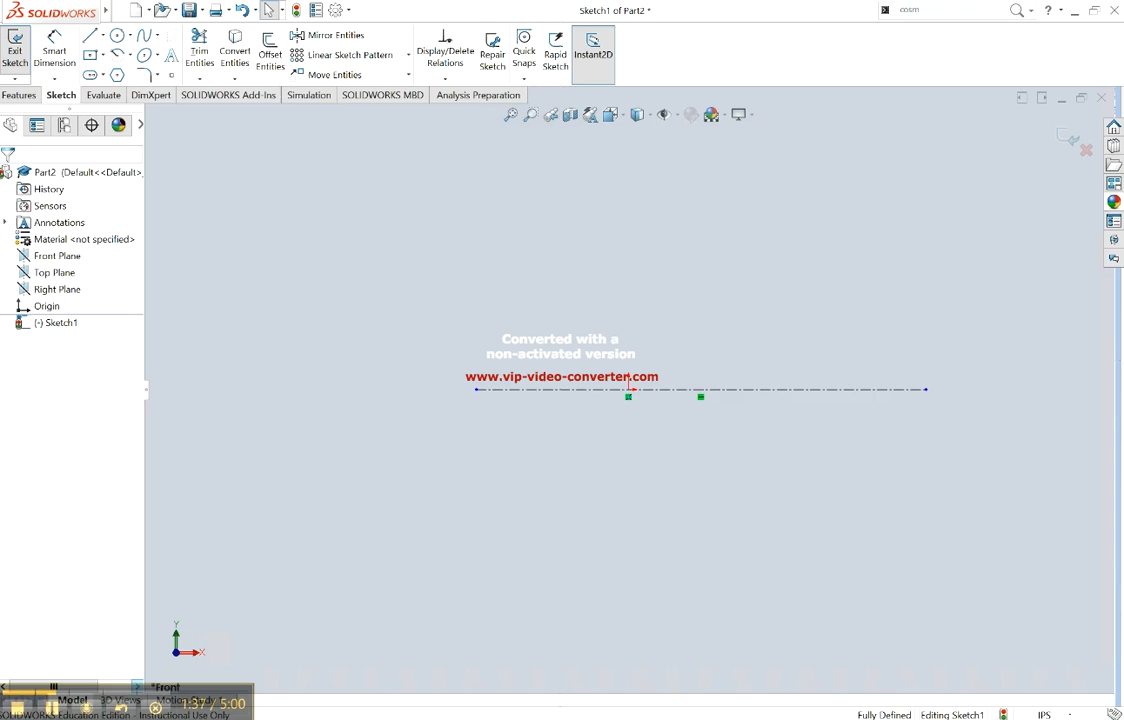 SOLIDWORKS
Sketch1 of Part2 *
cosm
Exit Sketch
Smart Dimension
Trim Entities
Convert Entities
Offset Entities
Mirror Entities
Linear Sketch Pattern
Move Entities
Display/Delete Relations
Repair Sketch
Quick Snaps
Rapid Sketch
Instant2D
Features Sketch Evaluate DimXpert SOLIDWORKS Add-Ins Simulation SOLIDWORKS MBD Analysis Preparation
Part2 (Default<<Default>
History
Sensors
Annotations
Material <not specified>
Front Plane
Top Plane
Right Plane
Origin
(-) Sketch1
Converted with a
non-activated version
www.vip-video-converter.com
Y
X
*Front
Model 3D Views Motion Study 1
1:37 / 5:00
SOLIDWORKS Education Edition - Instructional Use Only
Fully Defined Editing Sketch1 IPS